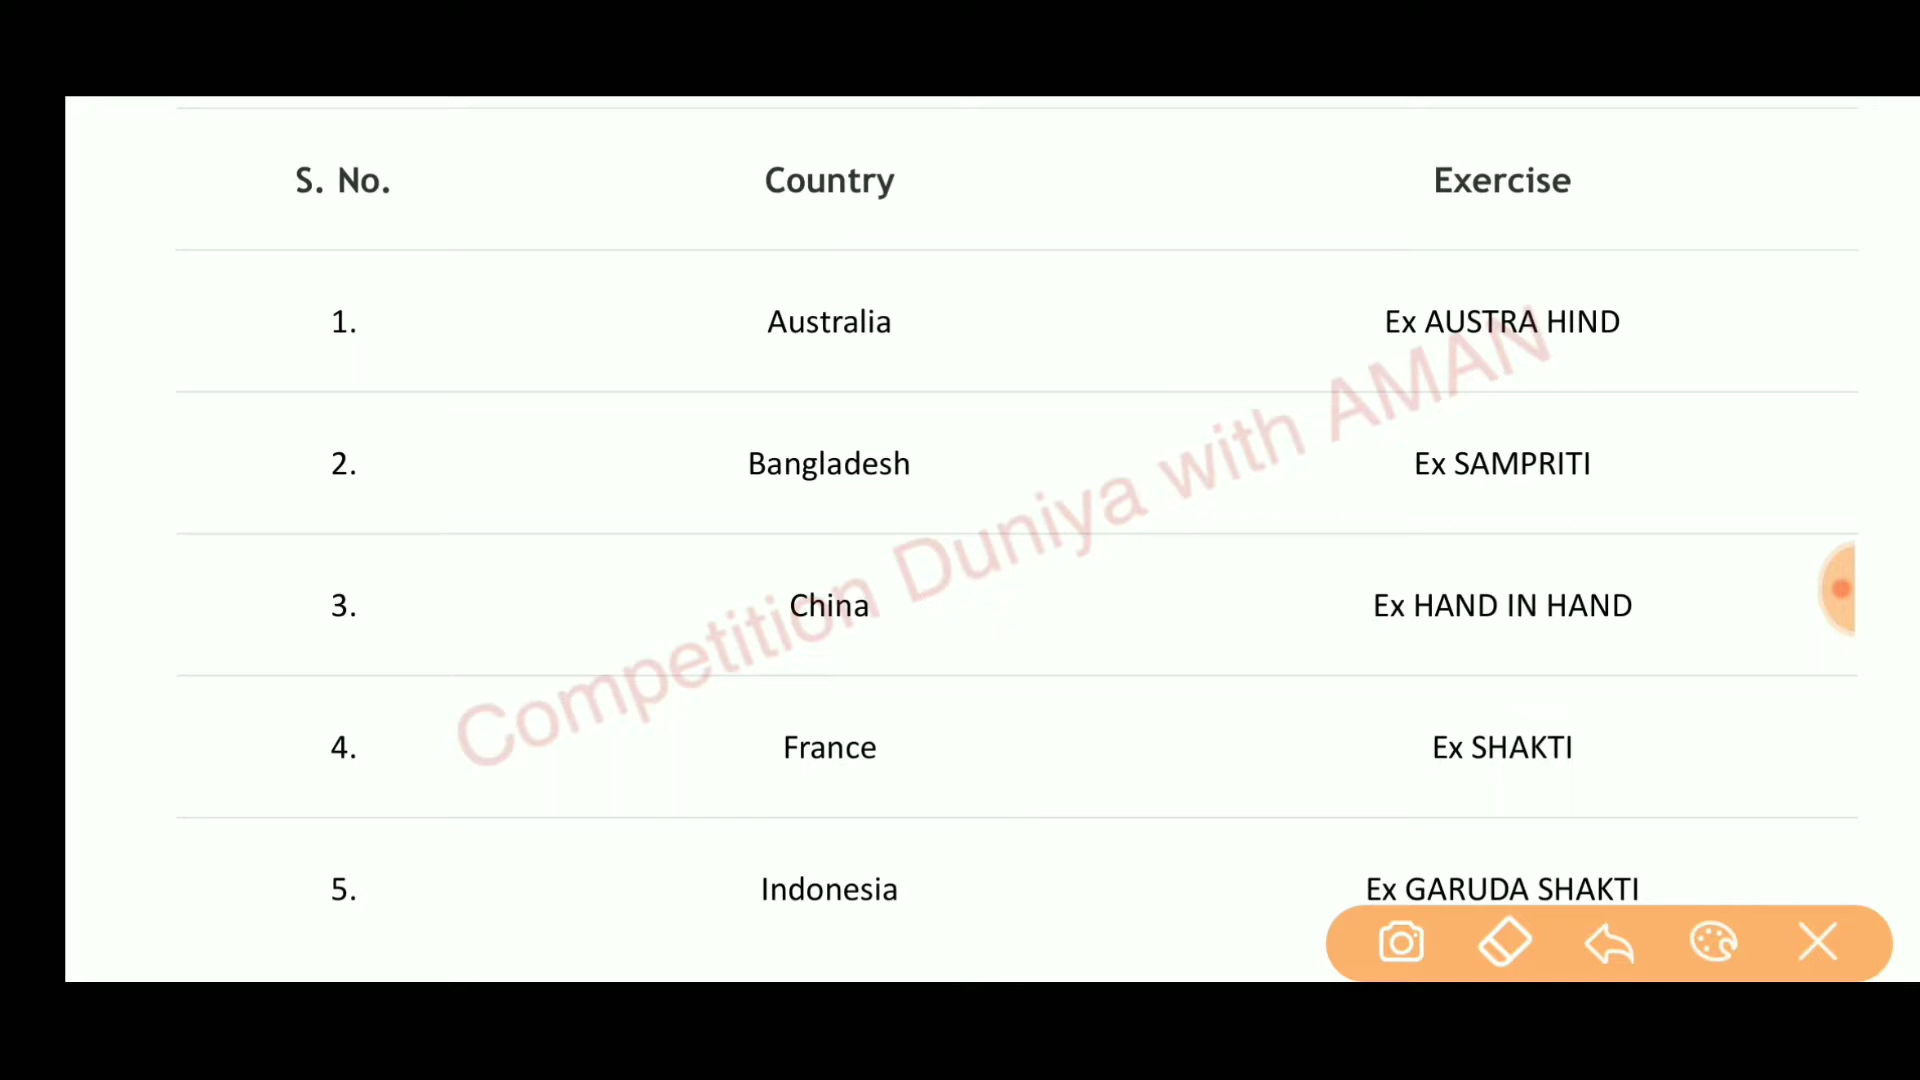 S. No. Country Exercise
1. Australia Ex AUSTRA HIND
2. Bangladesh Ex SAMPRITI
3. China Ex HAND IN HAND
4. France Ex SHAKTI
5. Indonesia Ex GARUDA SHAKTI
Competition Duniya with AMAN